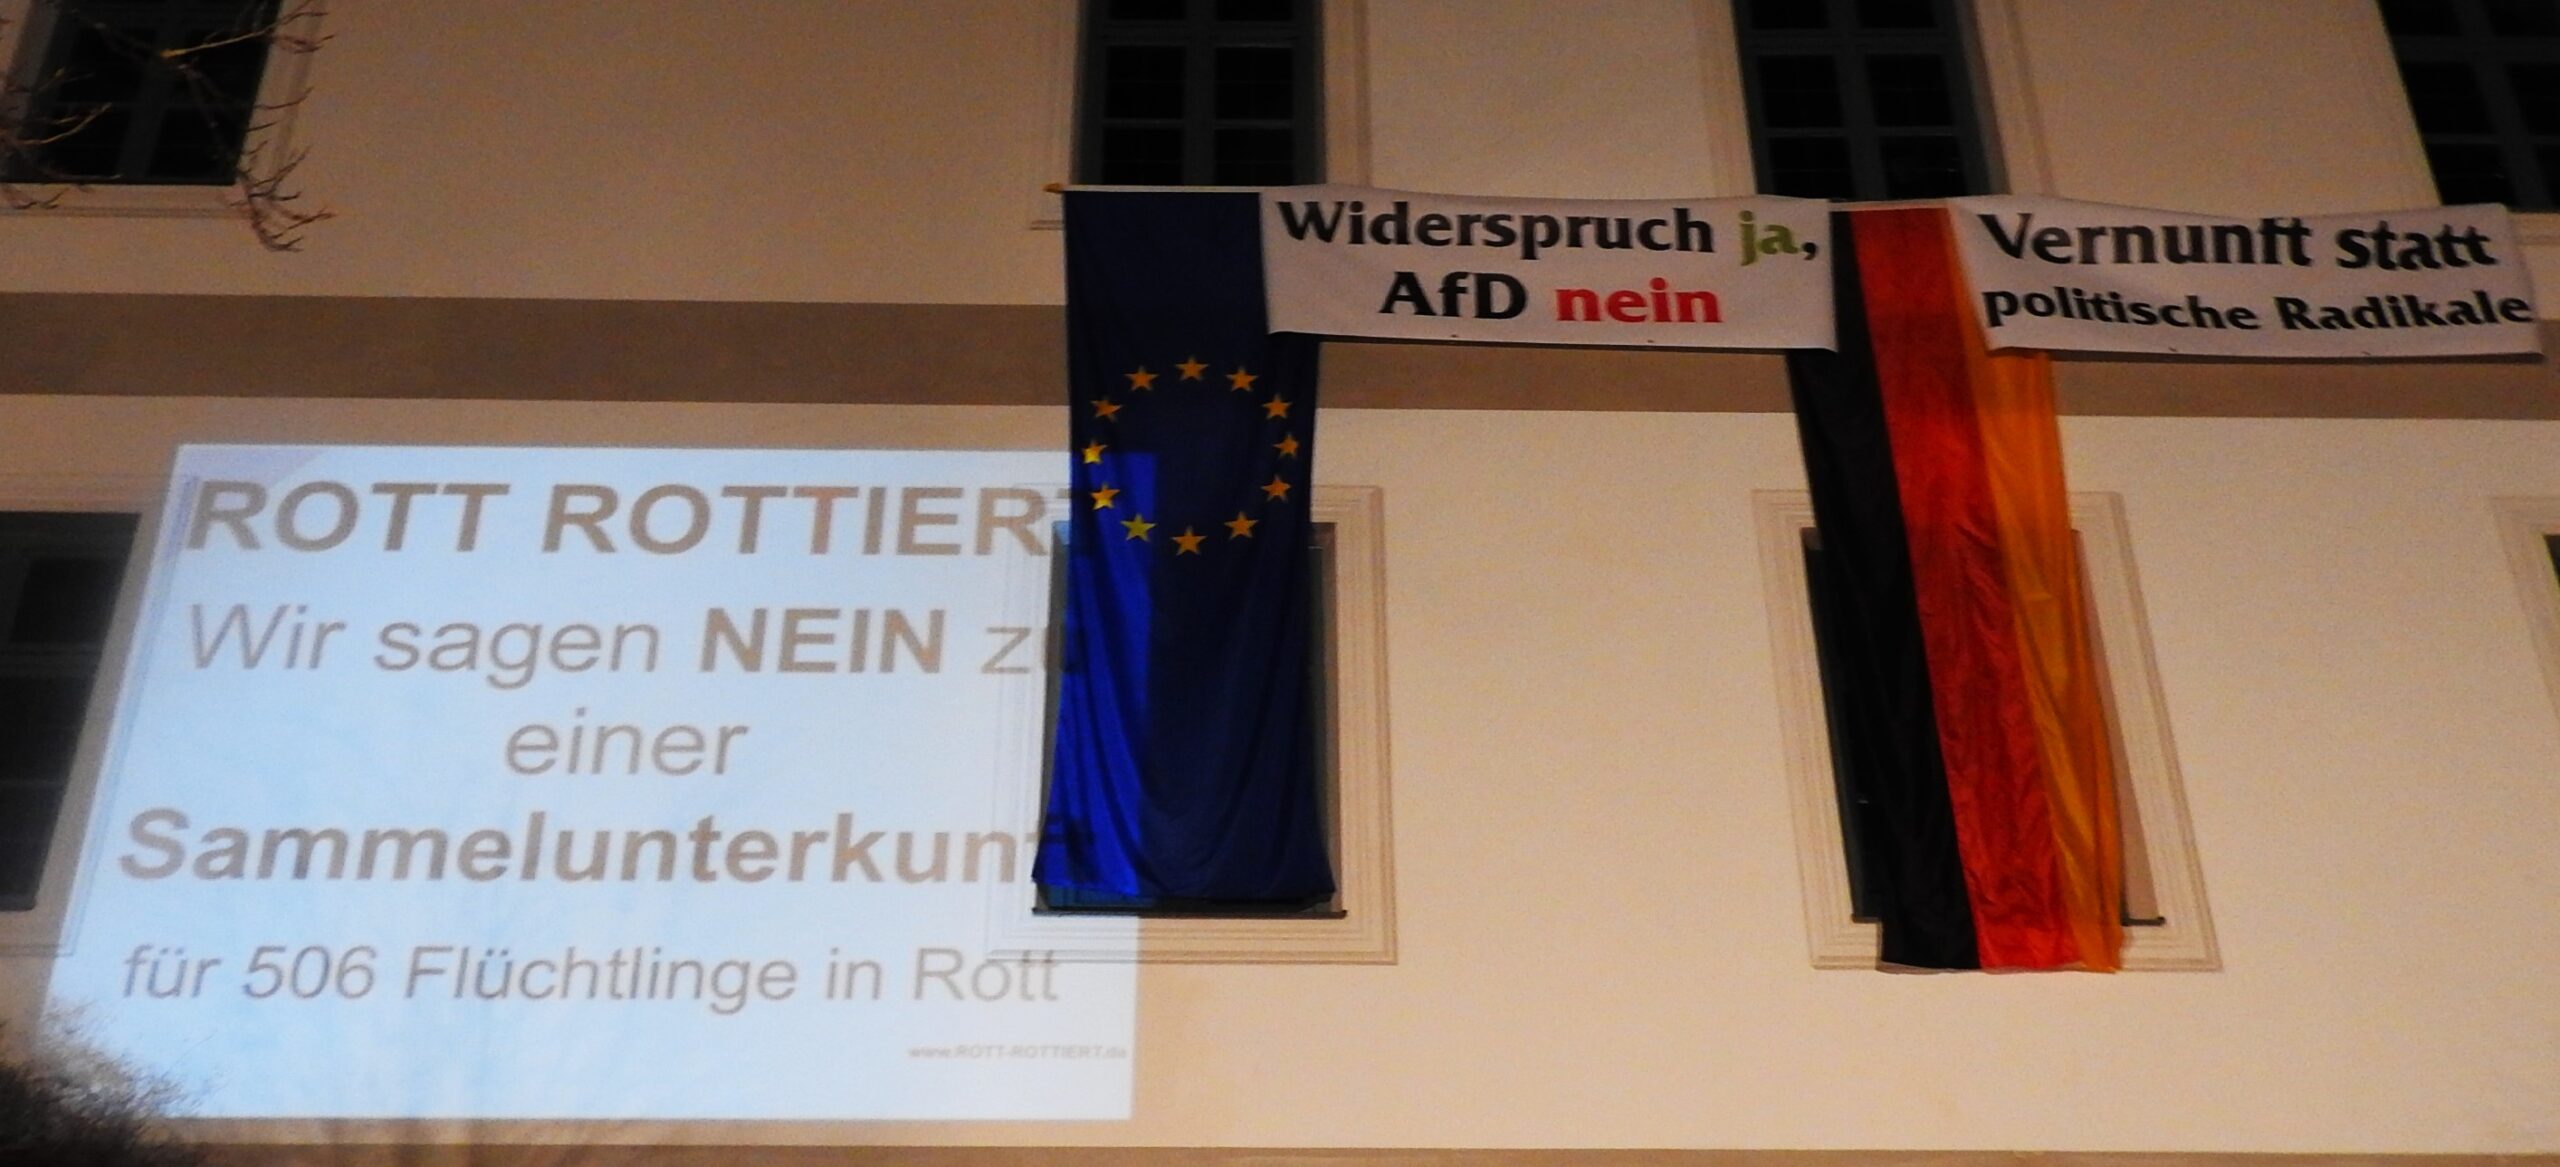 ROTT ROTTIERT
Wir sagen NEIN zu
einer
Sammelunterkunft
für 506 Flüchtlinge in Rott
www.ROTT-ROTTIERT.de
Widerspruch ja,
AfD nein
Vernunft statt
politische Radikale